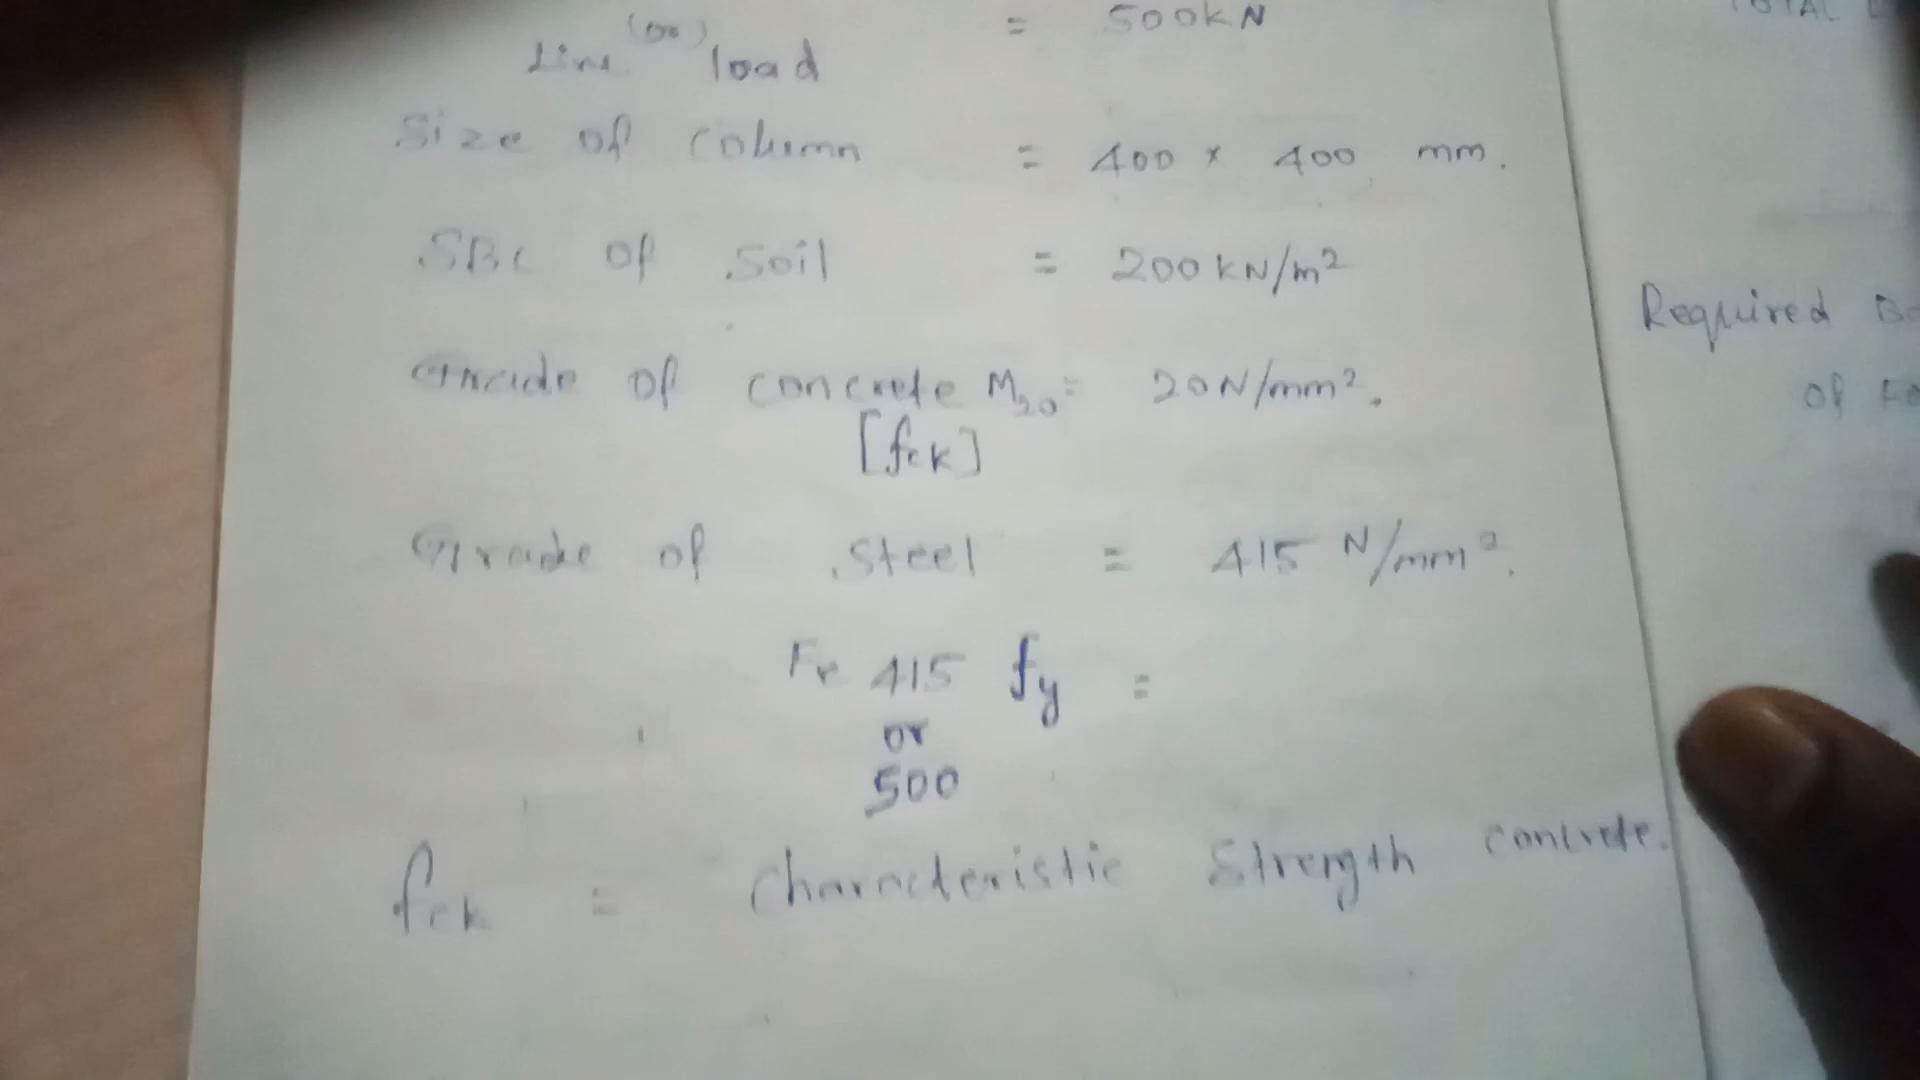 (or)
Live load = 500kN
Size of column = 400 x 400 mm.
SBC of Soil = 200 kN/m²
Grade of concrete M20 = 20N/mm².
[fck]
Grade of Steel = 415 N/mm².
Fe 415 fy =
or
500
fck = Characteristic Strength concrete.
TOTAL
Required
of